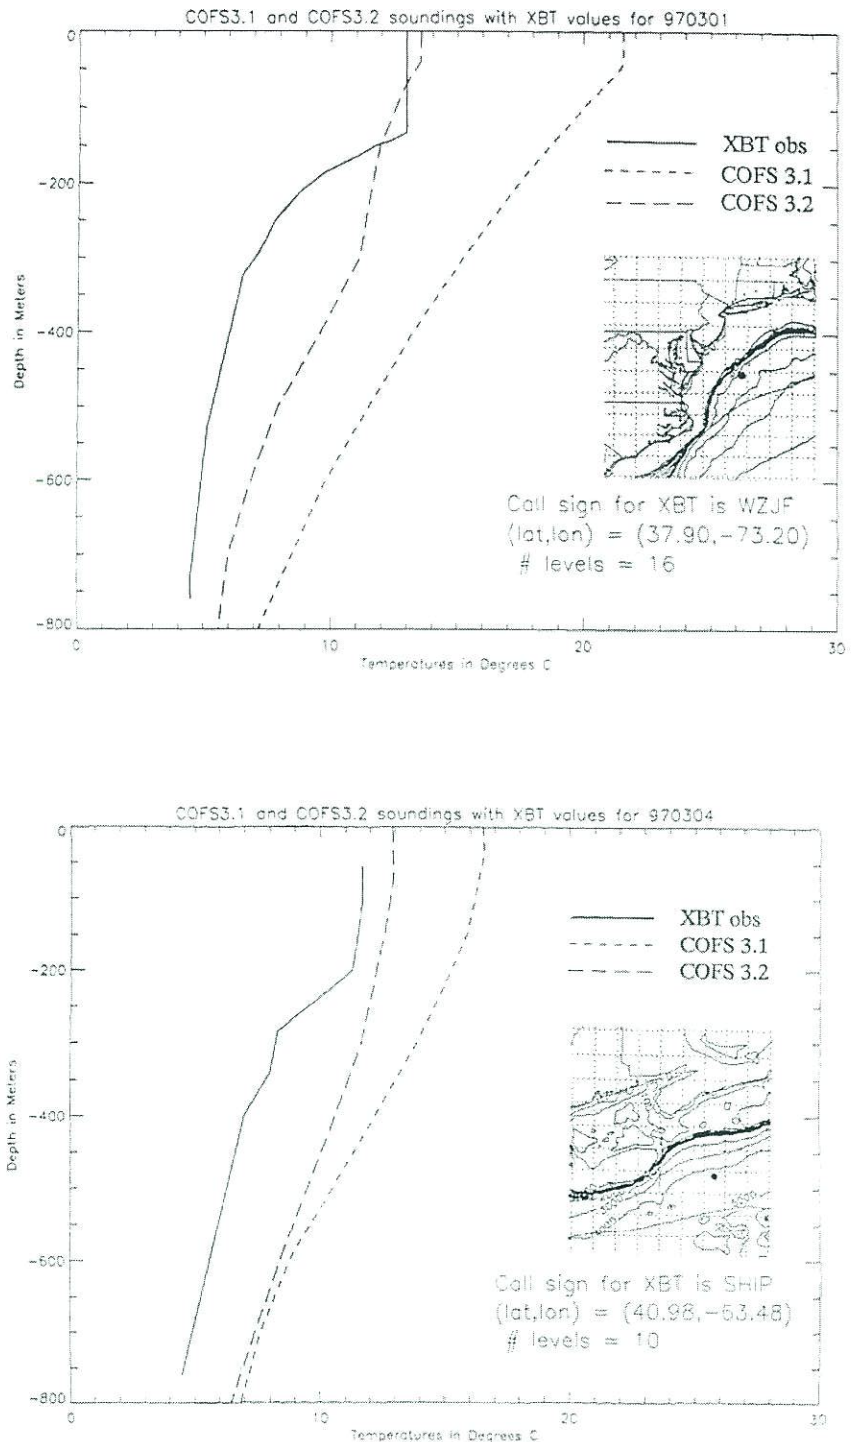 COFS3.1 and COFS3.2 soundings with XBT values for 970301
0
-200
-400
-600
-800
Depth in Meters
XBT obs
COFS 3.1
COFS 3.2
Call sign for XBT is WZJF
(lat,lon) = (37.90,-73.20)
# levels = 16
0
10
20
30
Temperatures in Degrees C
COFS3.1 and COFS3.2 soundings with XBT values for 970304
0
-200
-400
-600
-800
Depth in Meters
XBT obs
COFS 3.1
COFS 3.2
Call sign for XBT is SHIP
(lat,lon) = (40.98,-63.48)
# levels = 10
0
10
20
30
Temperatures in Degrees C